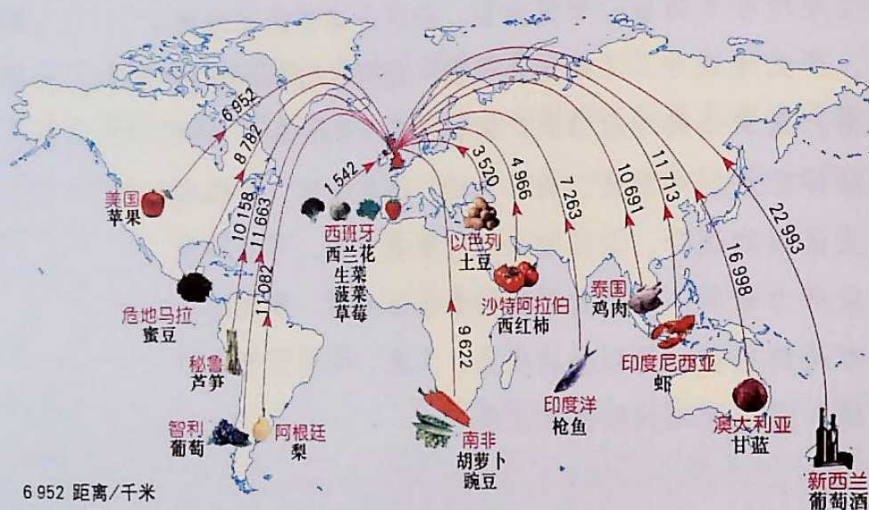 6 952
美国
苹果
8 782
危地马拉
蜜豆
10 158
秘鲁
芦笋
11 663
智利
葡萄
11 082
阿根廷
梨
1 542
西班牙
西兰花
生菜
菠菜
草莓
3 520
以色列
土豆
4 966
沙特阿拉伯
西红柿
9 622
南非
胡萝卜
豌豆
7 263
印度洋
枪鱼
10 691
泰国
鸡肉
11 713
印度尼西亚
虾
16 998
澳大利亚
甘蓝
22 993
新西兰
葡萄酒
6 952 距离/千米